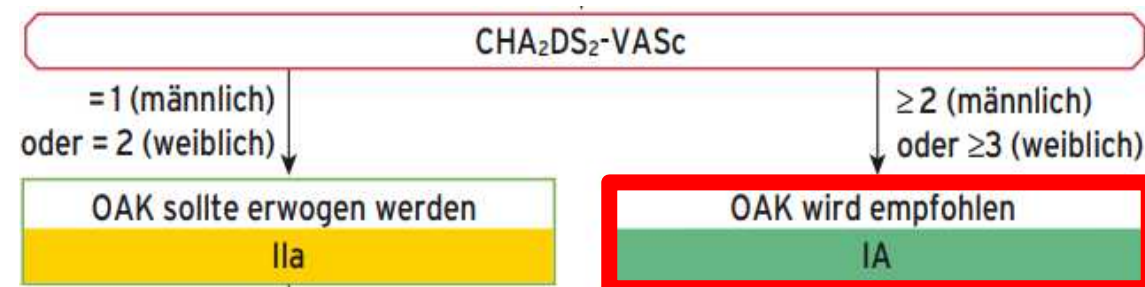 CHA₂DS₂-VASc
=1 (männlich)
oder = 2 (weiblich)
≥ 2 (männlich)
oder ≥3 (weiblich)
OAK sollte erwogen werden
IIa
OAK wird empfohlen
IA